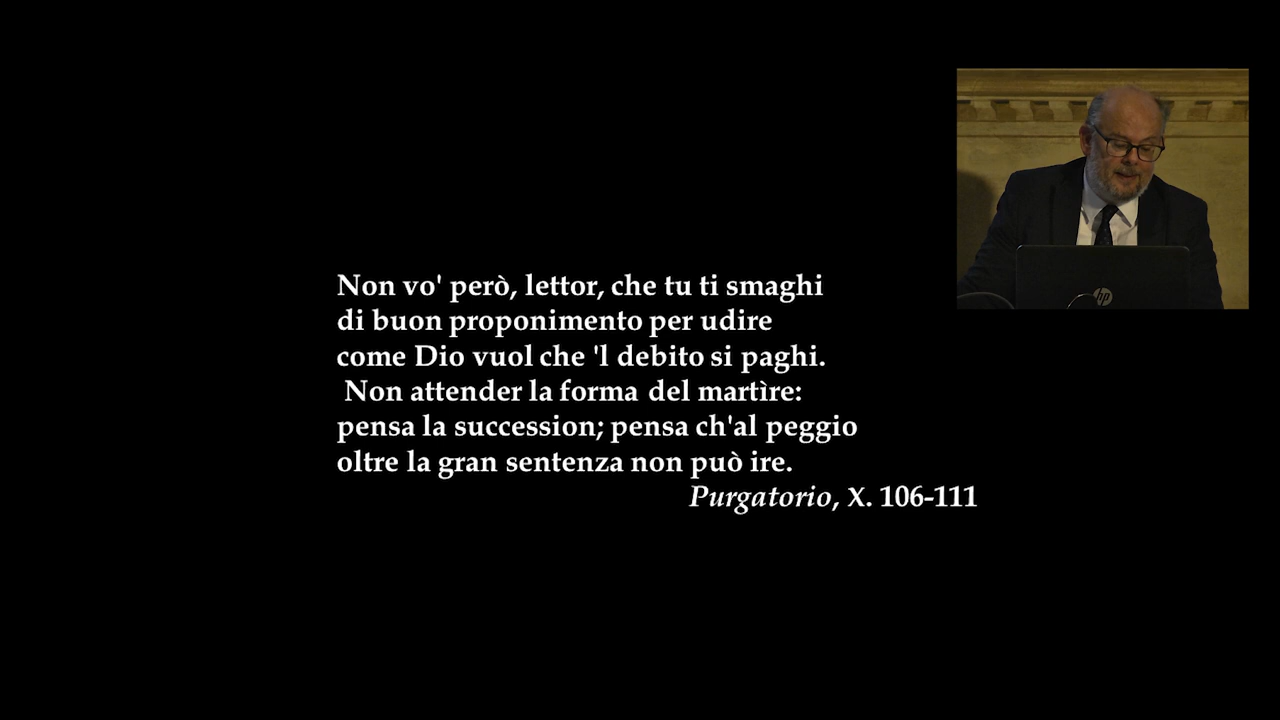 Non vo' però, lettor, che tu ti smaghi
di buon proponimento per udire
come Dio vuol che 'l debito si paghi.
Non attender la forma del martìre:
pensa la succession; pensa ch'al peggio
oltre la gran sentenza non può ire.
Purgatorio, X. 106-111
hp